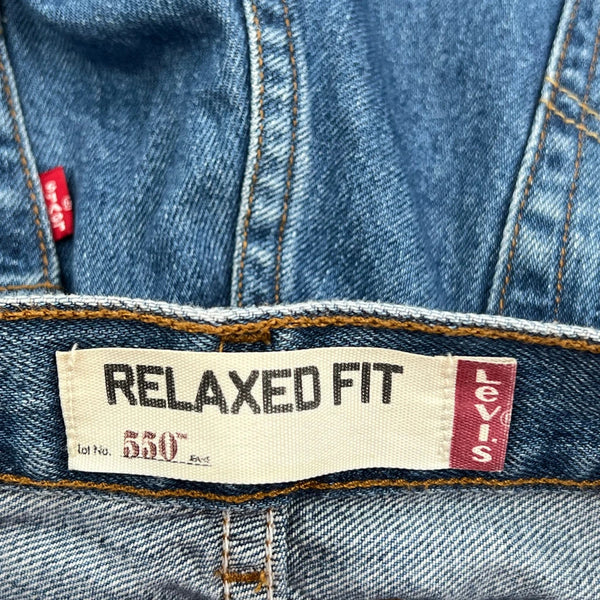 RELAXED FIT
Lot No. 550™
Levi's®